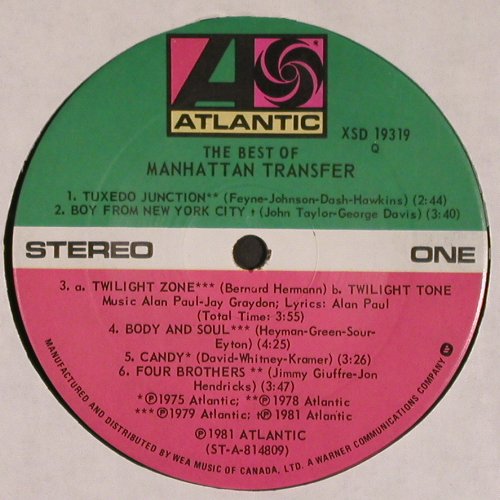 ATLANTIC
®
XSD 19319
Q
THE BEST OF
MANHATTAN TRANSFER
1. TUXEDO JUNCTION** (Feyne-Johnson-Dash-Hawkins) (2:44)
2. BOY FROM NEW YORK CITY † (John Taylor-George Davis) (3:40)
STEREO ONE
3. a. TWILIGHT ZONE*** (Bernard Hermann) b. TWILIGHT TONE
Music Alan Paul-Jay Graydon; Lyrics: Alan Paul
(Total Time: 3:55)
4. BODY AND SOUL*** (Heyman-Green-Sour-
Eyton) (4:25)
5. CANDY* (David-Whitney-Kramer) (3:26)
6. FOUR BROTHERS ** (Jimmy Giuffre-Jon
Hendricks) (3:47)
*℗1975 Atlantic; **℗1978 Atlantic
***℗1979 Atlantic; †℗1981 Atlantic
℗1981 ATLANTIC
(ST-A-814809)
MANUFACTURED AND DISTRIBUTED BY WEA MUSIC OF CANADA, LTD. A WARNER COMMUNICATIONS COMPANY